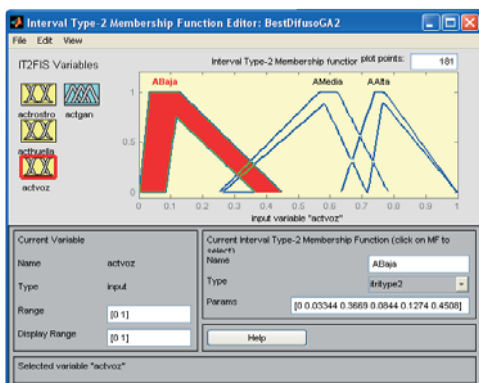 Interval Type-2 Membership Function Editor: BestDifusoGA2
File Edit View
IT2FIS Variables
Interval Type-2 Membership function plot points: 181
actrostro actgan
acthuella
actvoz
ABaja AMedia AAlta
1
0.5
0
0 0.1 0.2 0.3 0.4 0.5 0.6 0.7 0.8 0.9 1
input variable "actvoz"
Current Variable
Name actvoz
Type input
Range [0 1]
Display Range [0 1]
Current Interval Type-2 Membership Function (click on MF to
select)
Name ABaja
Type itritype2
Params [0 0.03344 0.3669 0.0844 0.1274 0.4508]
Help
Selected variable "actvoz"